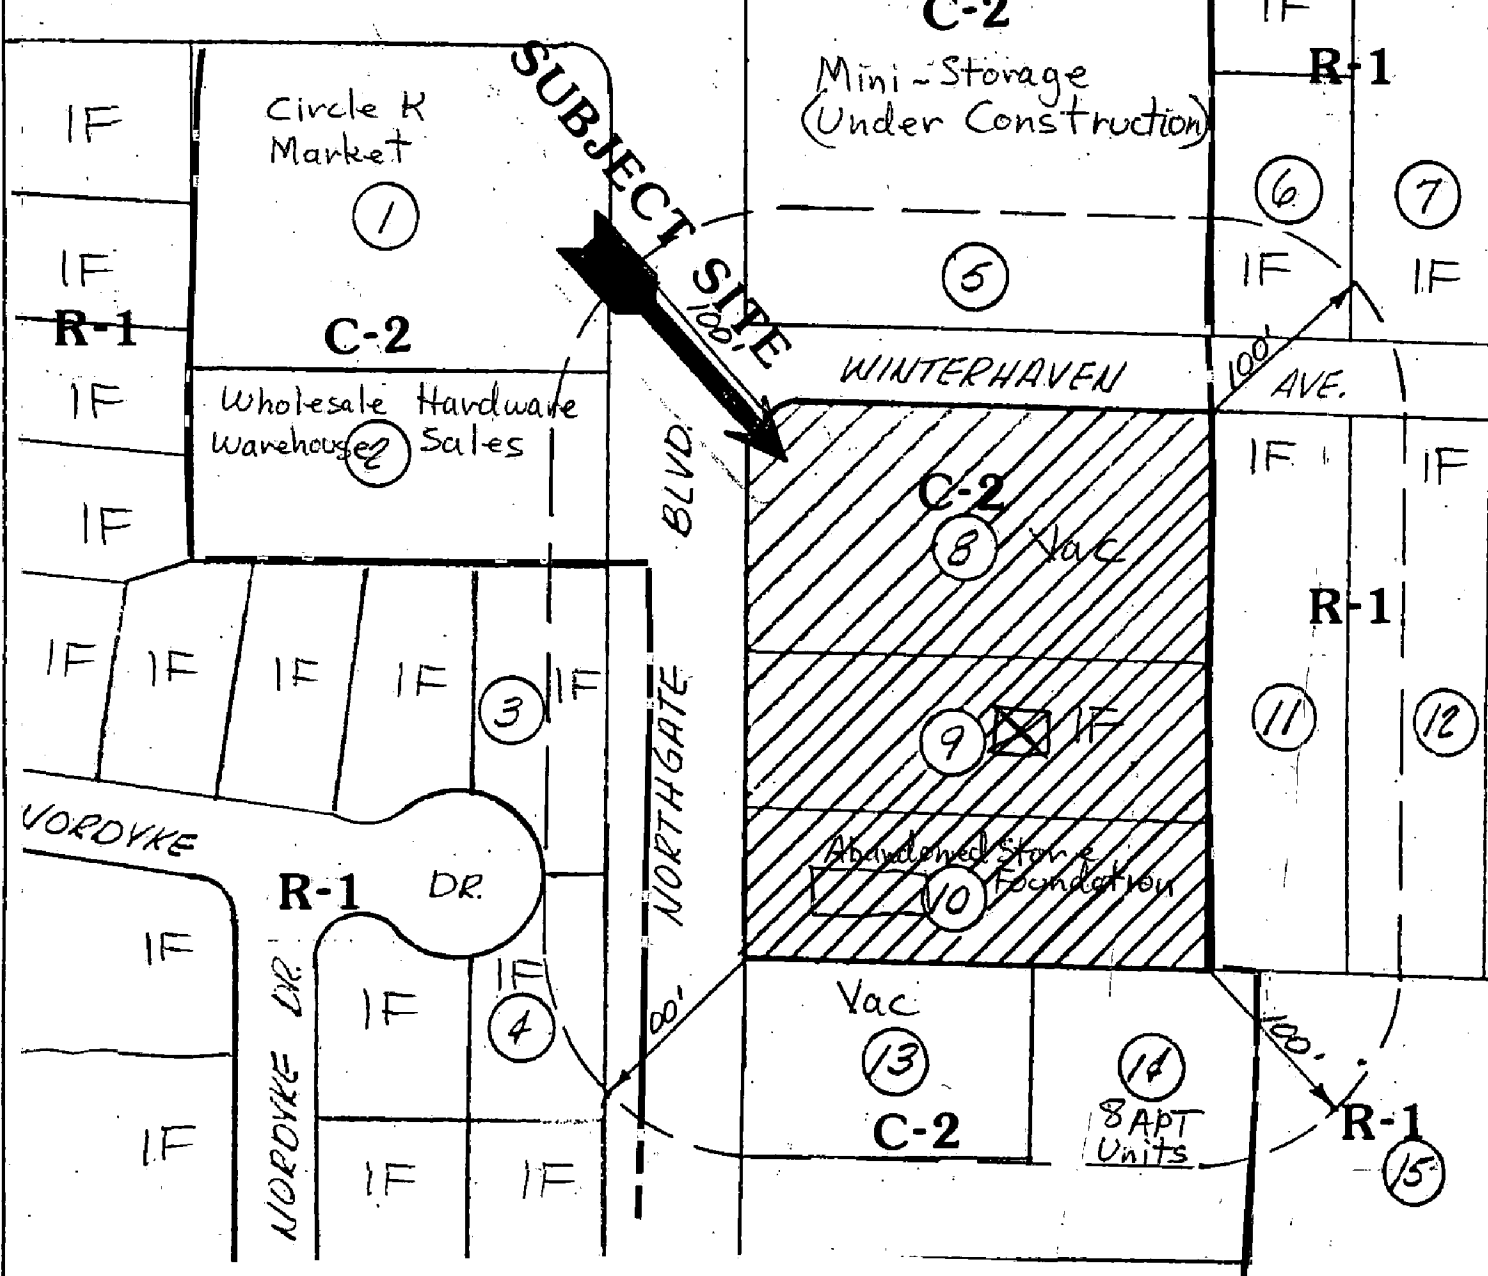 C-2
1F
SUBJECT SITE
Mini-Storage
(Under Construction)
R-1
1F
Circle K
Market
1
6
7
1F
5
1F
1F
R-1
C-2
100'
100'
WINTERHAVEN AVE.
1F
Wholesale Hardware
Warehouse Sales
2
BLVD.
NORTHGATE
C-2
8
Vac
1F
1F
1F
R-1
1F
1F
1F
1F
3
1F
9
1F
11
12
NORDYKE
DR.
R-1
Abandoned Stone
Foundation
10
1F
1F
1F
4
NORDYKE DR.
00'
Vac
13
C-2
14
8 APT
Units
100'
R-1
15
1F
1F
1F